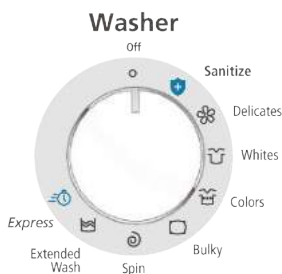 Washer
Off
Sanitize
Delicates
Whites
Colors
Bulky
Spin
Extended
Wash
Express